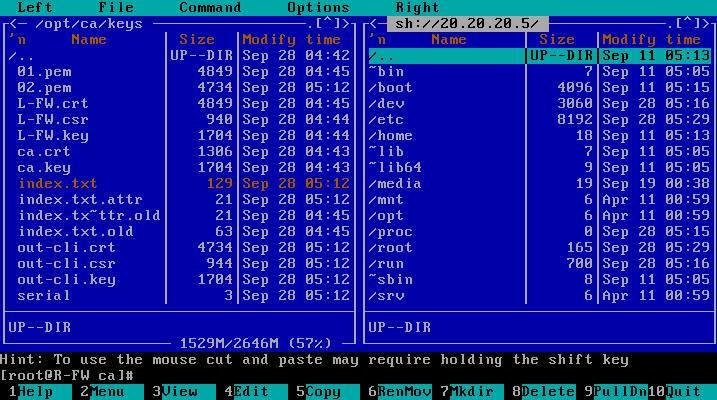 Left File Command Options Right
<— /opt/ca/keys .[^]> <— sh://20.20.20.5/ .[^]>
'n Name Size Modify time 'n Name Size Modify time
/.. UP--DIR Sep 28 04:42 /.. UP--DIR Sep 11 05:13
01.pem 4849 Sep 28 04:45 ~bin 7 Sep 11 05:05
02.pem 4734 Sep 28 05:12 /boot 4096 Sep 11 05:15
L-FW.crt 4849 Sep 28 04:45 /dev 3060 Sep 28 05:16
L-FW.csr 940 Sep 28 04:44 /etc 8192 Sep 28 05:29
L-FW.key 1704 Sep 28 04:44 /home 18 Sep 11 05:13
ca.crt 1306 Sep 28 04:43 ~lib 7 Sep 11 05:05
ca.key 1704 Sep 28 04:43 ~lib64 9 Sep 11 05:05
index.txt 129 Sep 28 05:12 /media 19 Sep 19 00:38
index.txt.attr 21 Sep 28 05:12 /mnt 6 Apr 11 00:59
index.tx~ttr.old 21 Sep 28 04:45 /opt 6 Apr 11 00:59
index.txt.old 63 Sep 28 04:45 /proc 0 Sep 28 05:15
out-cli.crt 4734 Sep 28 05:12 /root 165 Sep 28 05:29
out-cli.csr 944 Sep 28 05:12 /run 700 Sep 28 05:16
out-cli.key 1704 Sep 28 05:12 ~sbin 8 Sep 11 05:05
serial 3 Sep 28 05:12 /srv 6 Apr 11 00:59
UP--DIR UP--DIR
1529M/2646M (57%)
Hint: To use the mouse cut and paste may require holding the shift key
[root@R-FW ca]#
1Help 2Menu 3View 4Edit 5Copy 6RenMov 7Mkdir 8Delete 9PullDn 10Quit